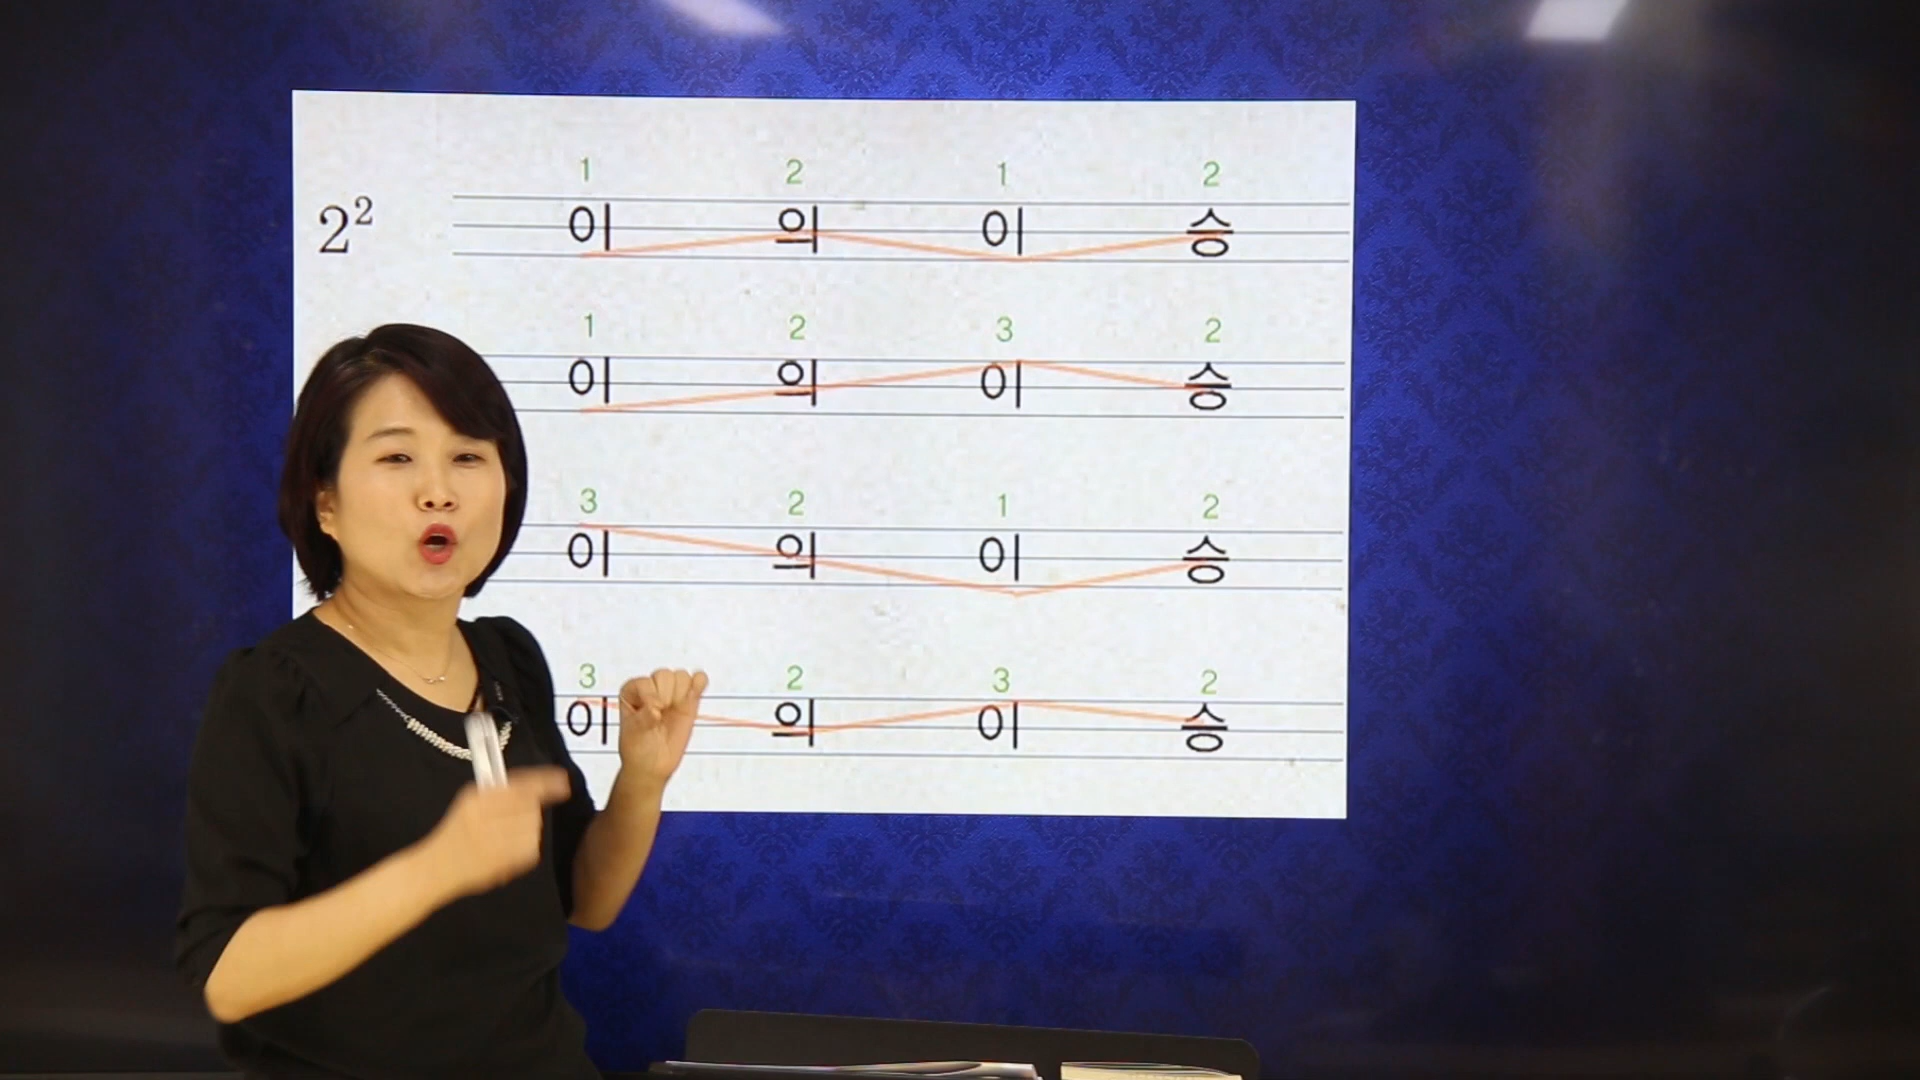 1 2 1 2
2² 이 의 이 승
1 2 3 2
이 의 이 승
3 2 1 2
이 의 이 승
3 2 3 2
이 의 이 승